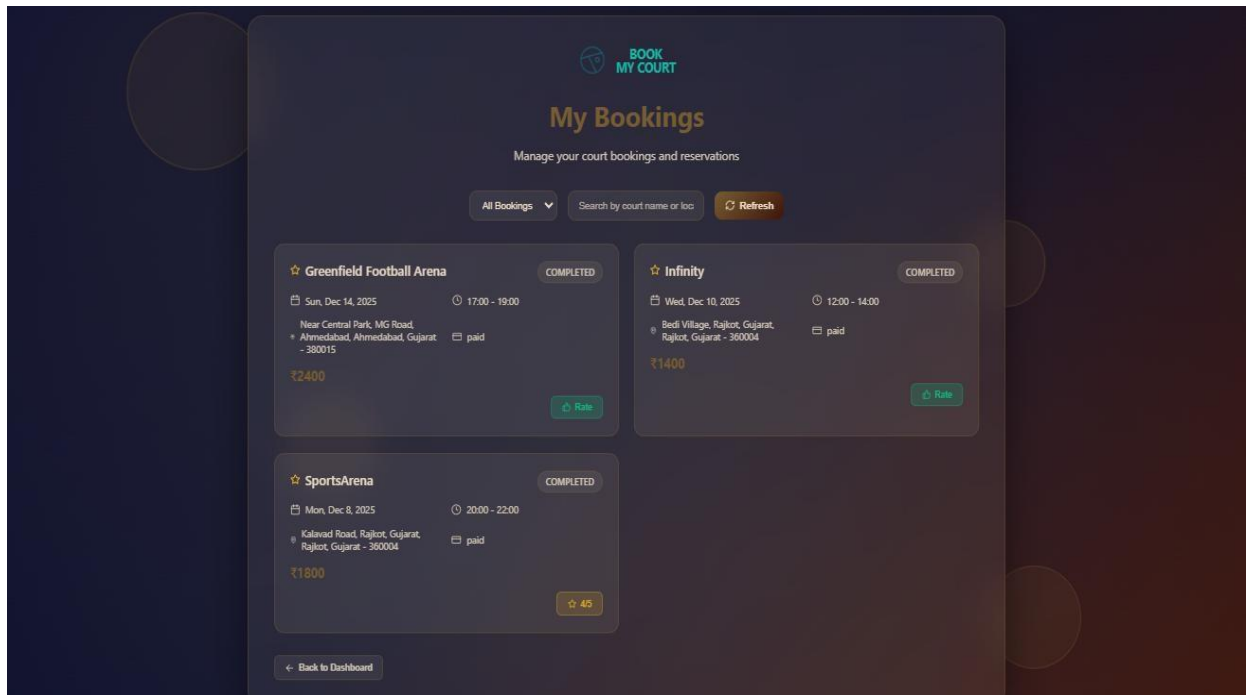 BOOK
MY COURT
My Bookings
Manage your court bookings and reservations
All Bookings
Search by court name or loc
Refresh
Greenfield Football Arena
COMPLETED
Sun, Dec 14, 2025
17:00 - 19:00
Near Central Park, MG Road,
Ahmedabad, Ahmedabad, Gujarat
- 380015
paid
₹2400
Rate
Infinity
COMPLETED
Wed, Dec 10, 2025
12:00 - 14:00
Bedi Village, Rajkot, Gujarat,
Rajkot, Gujarat - 360004
paid
₹1400
Rate
SportsArena
COMPLETED
Mon, Dec 8, 2025
20:00 - 22:00
Kalavad Road, Rajkot, Gujarat,
Rajkot, Gujarat - 360004
paid
₹1800
4/5
← Back to Dashboard